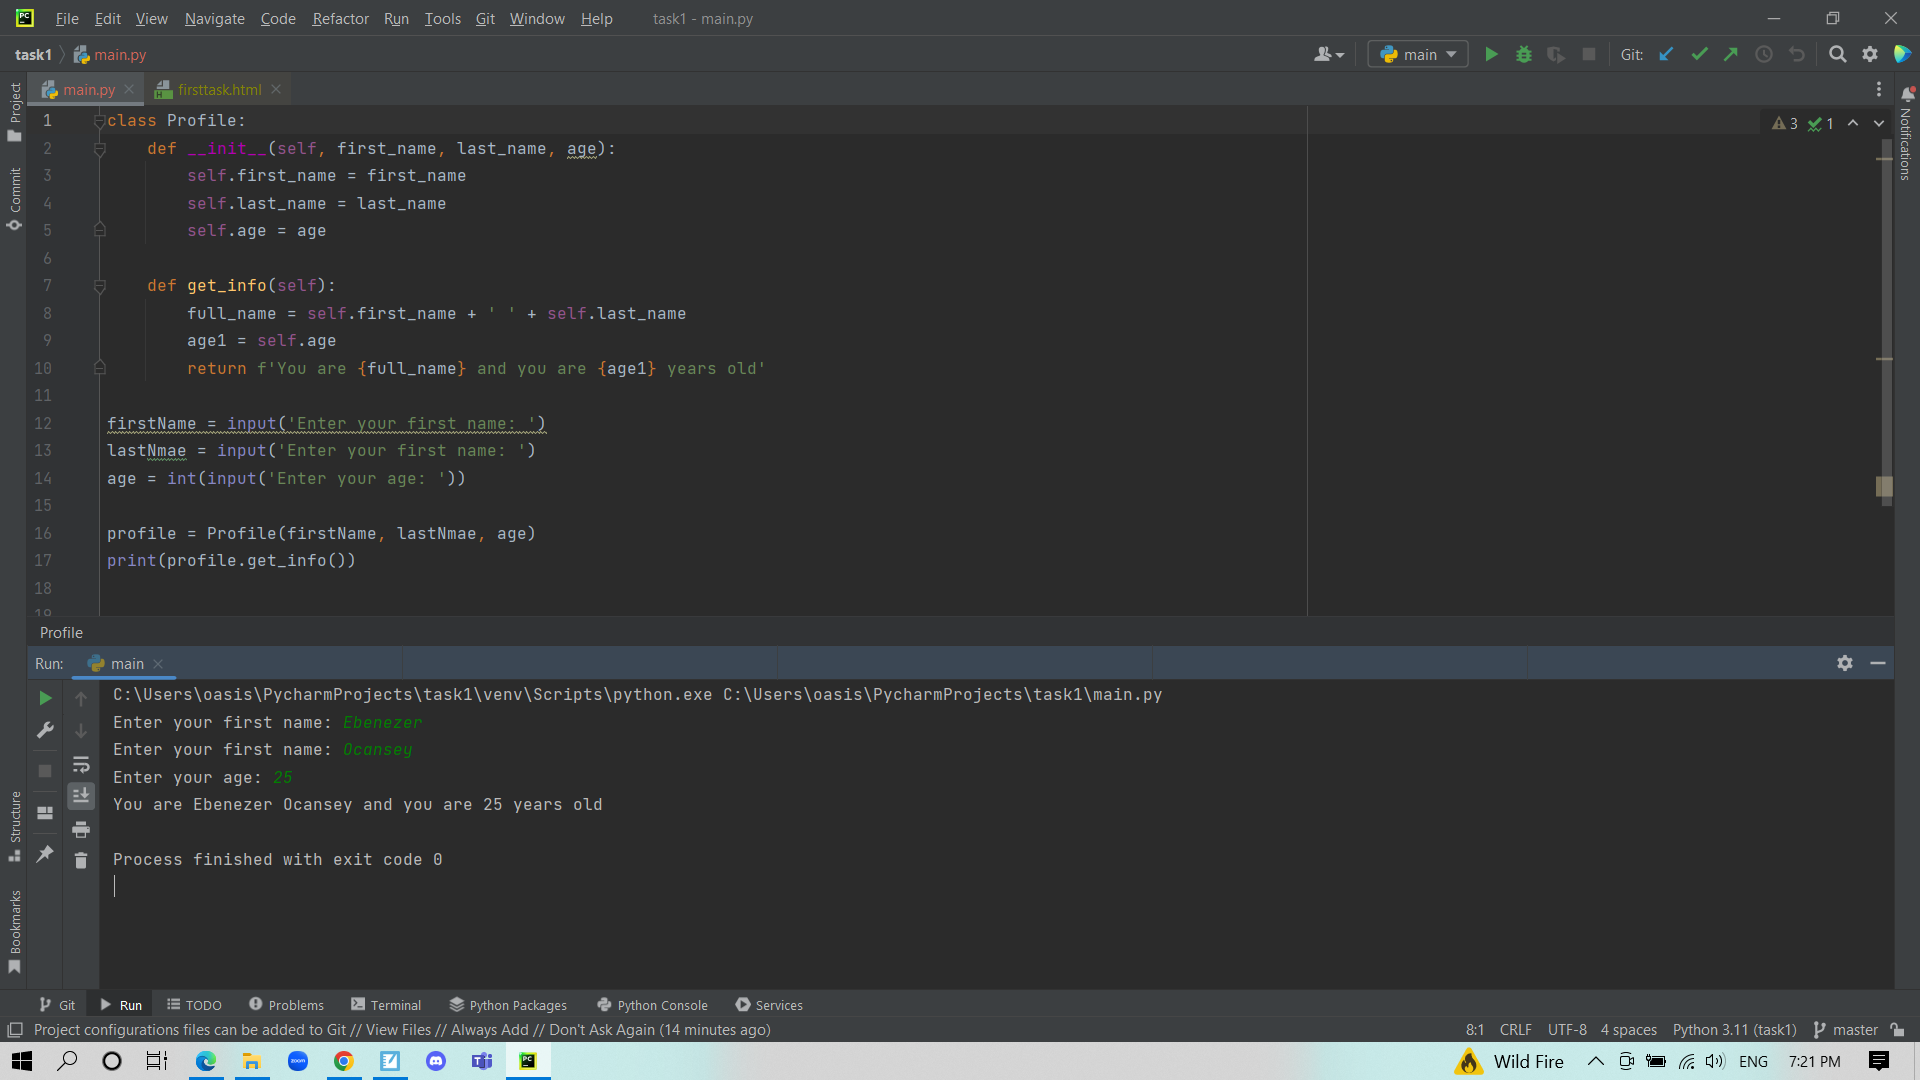 File Edit View Navigate Code Refactor Run Tools Git Window Help task1 - main.py
task1 main.py main Git:
main.py firsttask.html
Project
Commit
Structure
Bookmarks
Notifications
3 1
1 class Profile:
2 def __init__(self, first_name, last_name, age):
3 self.first_name = first_name
4 self.last_name = last_name
5 self.age = age
6
7 def get_info(self):
8 full_name = self.first_name + ' ' + self.last_name
9 age1 = self.age
10 return f'You are {full_name} and you are {age1} years old'
11
12 firstName = input('Enter your first name: ')
13 lastNmae = input('Enter your first name: ')
14 age = int(input('Enter your age: '))
15
16 profile = Profile(firstName, lastNmae, age)
17 print(profile.get_info())
18
19
Profile
Run: main
C:\Users\oasis\PycharmProjects\task1\venv\Scripts\python.exe C:\Users\oasis\PycharmProjects\task1\main.py
Enter your first name: Ebenezer
Enter your first name: Ocansey
Enter your age: 25
You are Ebenezer Ocansey and you are 25 years old
Process finished with exit code 0
Git Run TODO Problems Terminal Python Packages Python Console Services
Project configurations files can be added to Git // View Files // Always Add // Don't Ask Again (14 minutes ago) 8:1 CRLF UTF-8 4 spaces Python 3.11 (task1) master
Wild Fire ENG 7:21 PM